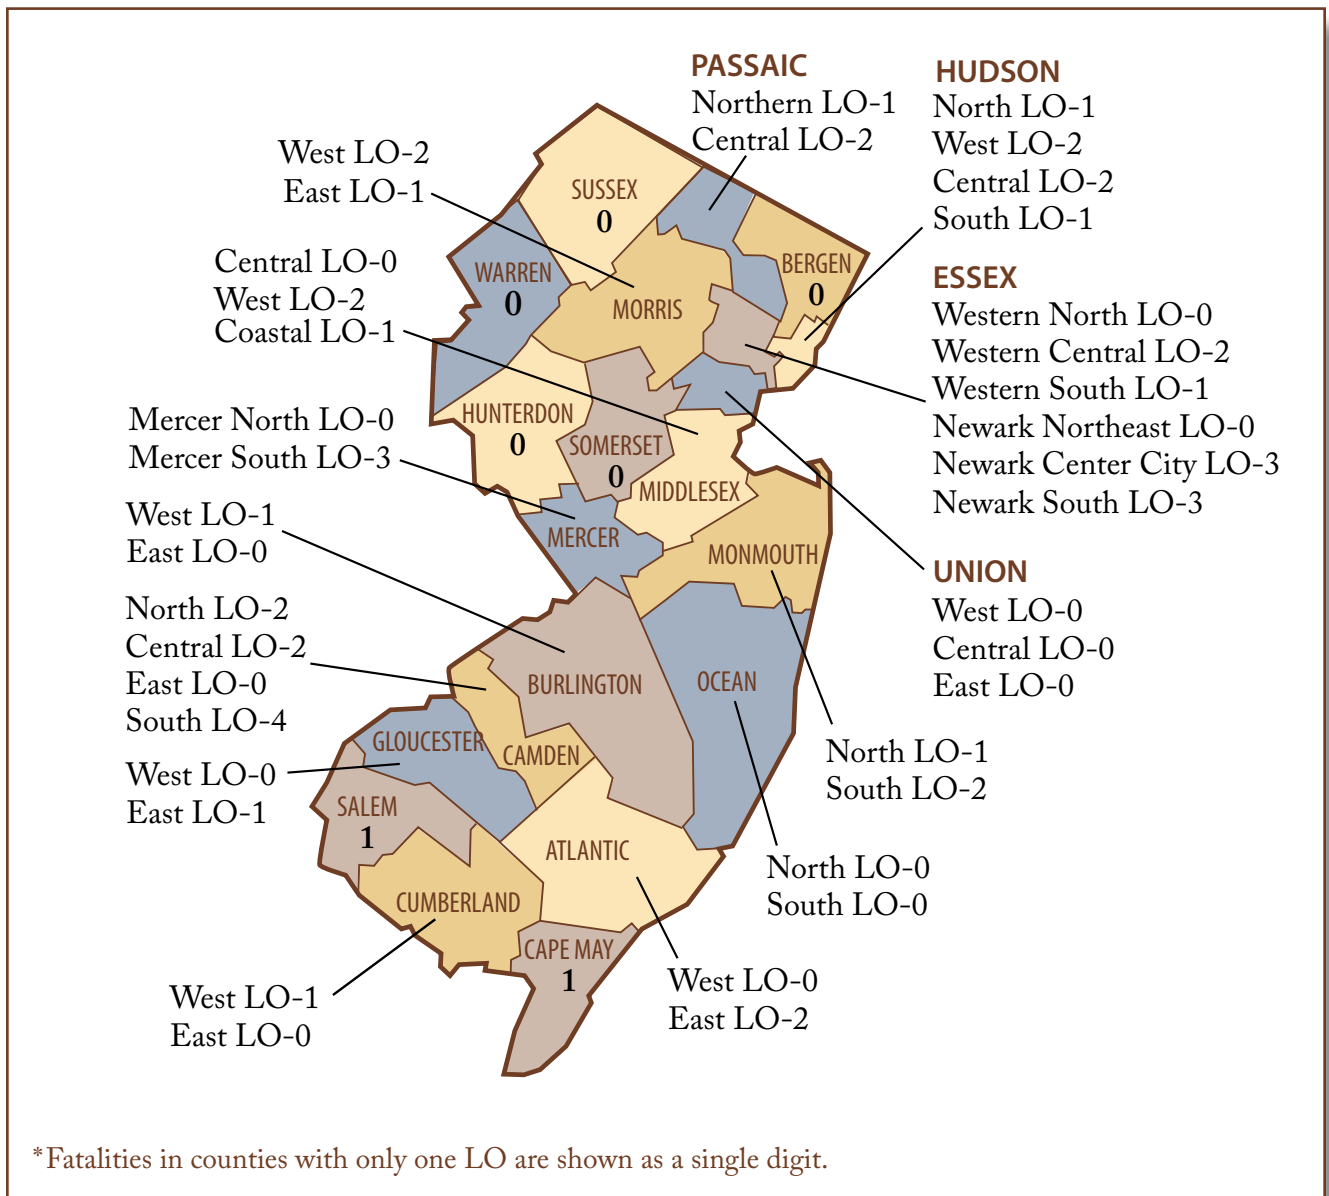 PASSAIC
Northern LO-1
Central LO-2
HUDSON
North LO-1
West LO-2
Central LO-2
South LO-1
West LO-2
East LO-1
Central LO-0
West LO-2
Coastal LO-1
ESSEX
Western North LO-0
Western Central LO-2
Western South LO-1
Newark Northeast LO-0
Newark Center City LO-3
Newark South LO-3
Mercer North LO-0
Mercer South LO-3
West LO-1
East LO-0
UNION
West LO-0
Central LO-0
East LO-0
North LO-2
Central LO-2
East LO-0
South LO-4
West LO-0
East LO-1
North LO-1
South LO-2
North LO-0
South LO-0
West LO-0
East LO-2
West LO-1
East LO-0
SUSSEX
0
WARREN
0
BERGEN
0
MORRIS
HUNTERDON
0
SOMERSET
0
MIDDLESEX
MERCER
MONMOUTH
BURLINGTON
OCEAN
GLOUCESTER
CAMDEN
SALEM
1
ATLANTIC
CUMBERLAND
CAPE MAY
1
*Fatalities in counties with only one LO are shown as a single digit.